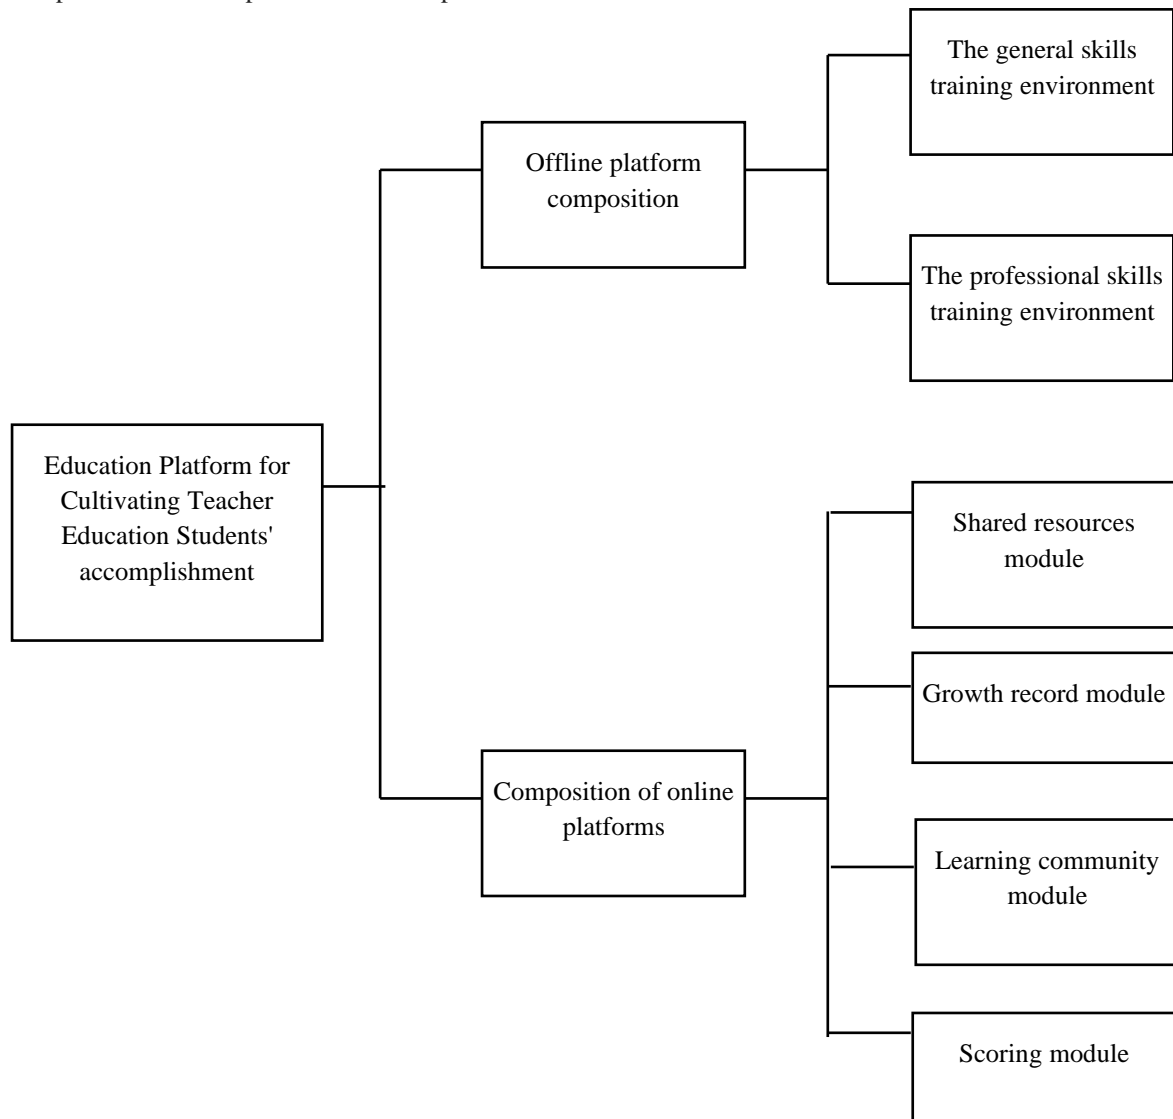 The general skills
training environment
Offline platform
composition
The professional skills
training environment
Education Platform for
Cultivating Teacher
Education Students'
accomplishment
Shared resources
module
Growth record module
Composition of online
platforms
Learning community
module
Scoring module